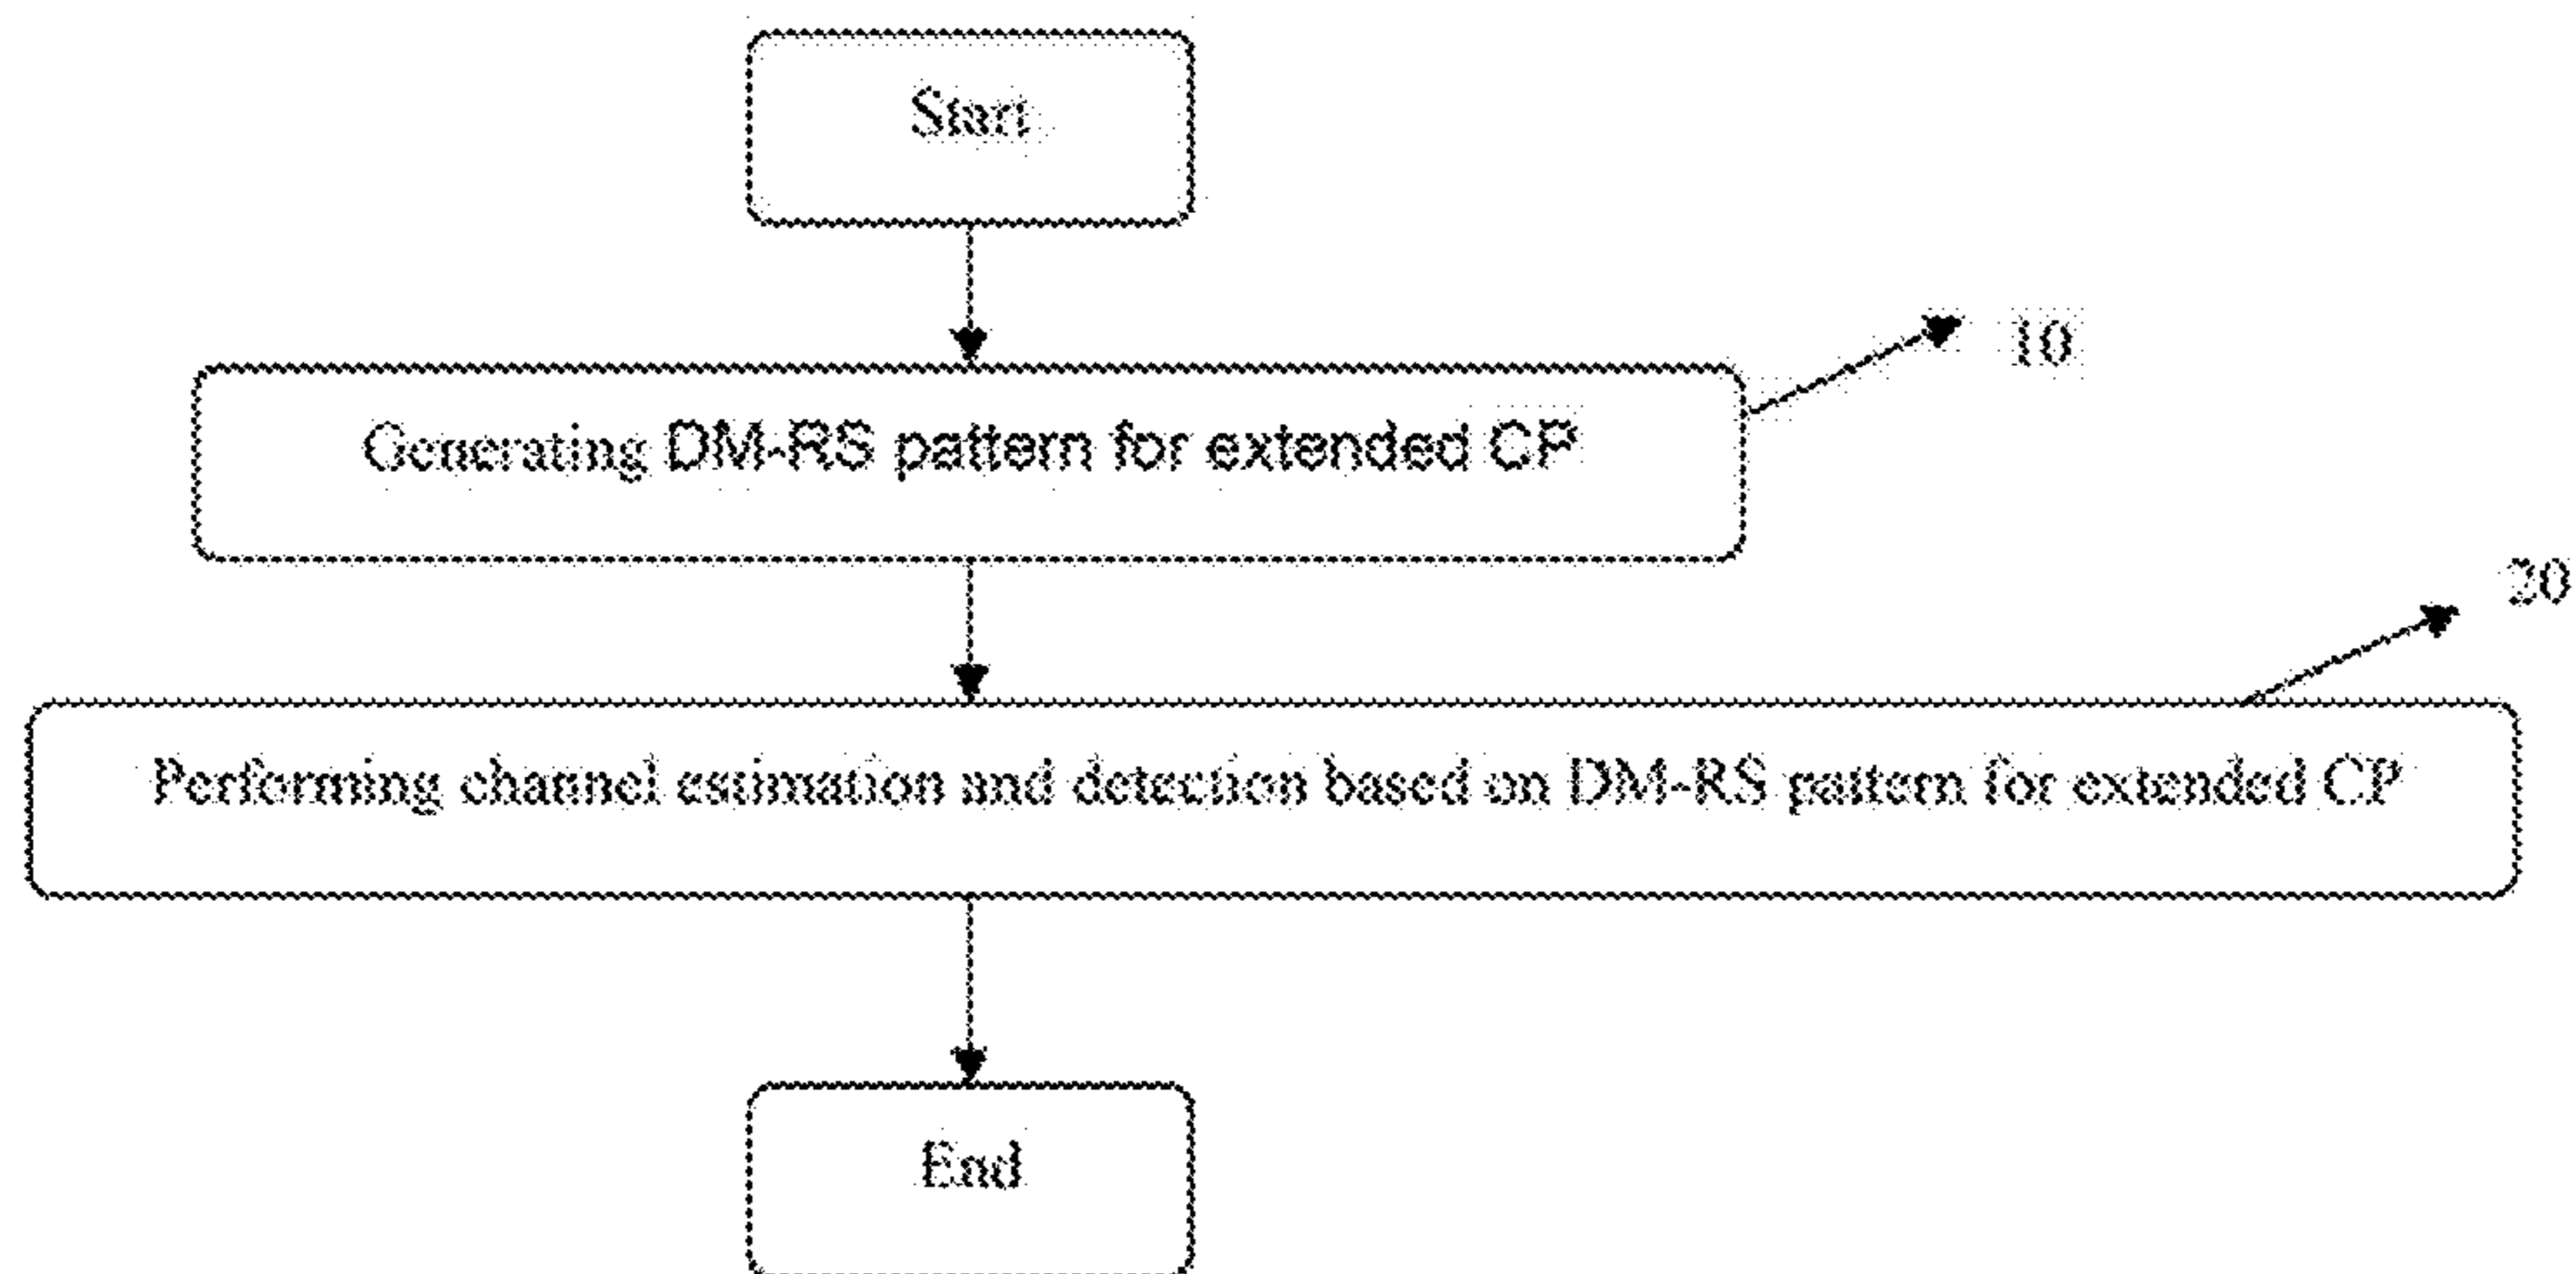 Start
10
Generating DM-RS pattern for extended CP
20
Performing channel estimation and detection based on DM-RS pattern for extended CP
End